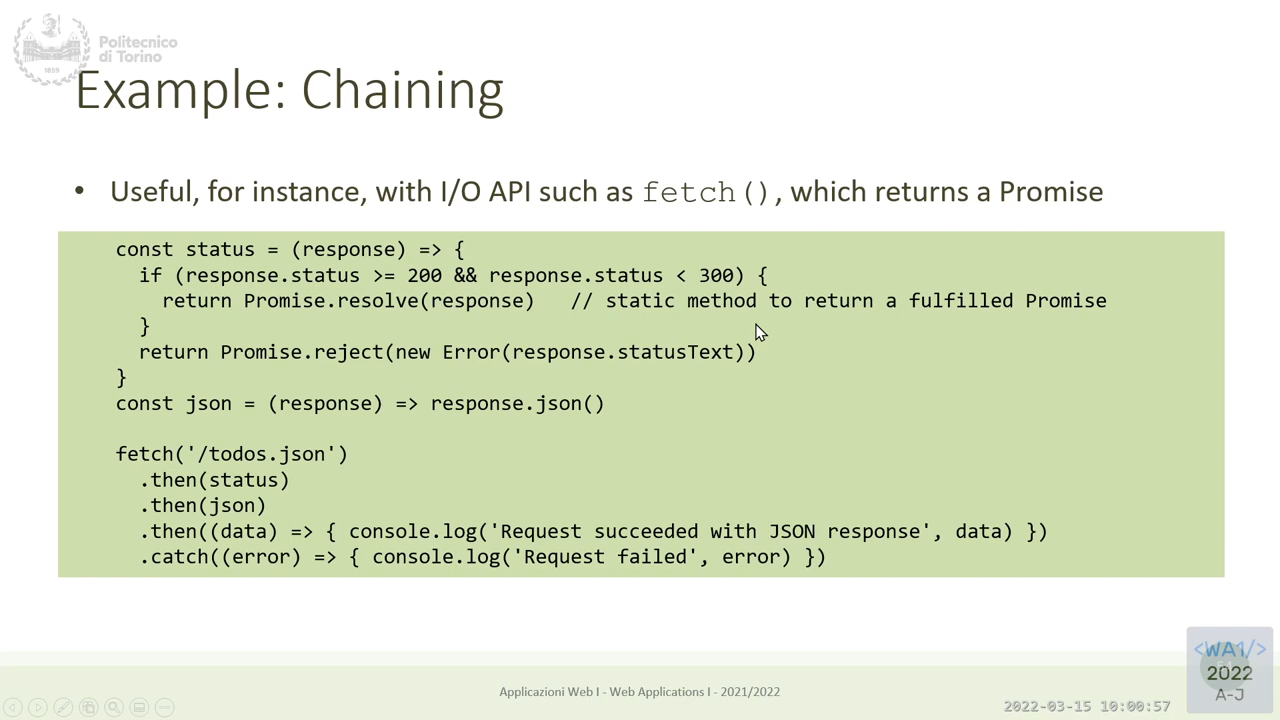 Politecnico
di Torino
1859
Example: Chaining
• Useful, for instance, with I/O API such as fetch(), which returns a Promise
const status = (response) => {
  if (response.status >= 200 && response.status < 300) {
    return Promise.resolve(response)   // static method to return a fulfilled Promise
  }
  return Promise.reject(new Error(response.statusText))
}
const json = (response) => response.json()

fetch('/todos.json')
  .then(status)
  .then(json)
  .then((data) => { console.log('Request succeeded with JSON response', data) })
  .catch((error) => { console.log('Request failed', error) })
Applicazioni Web I - Web Applications I - 2021/2022
2022-03-15 10:00:57
<WA1/>
2022
A-J